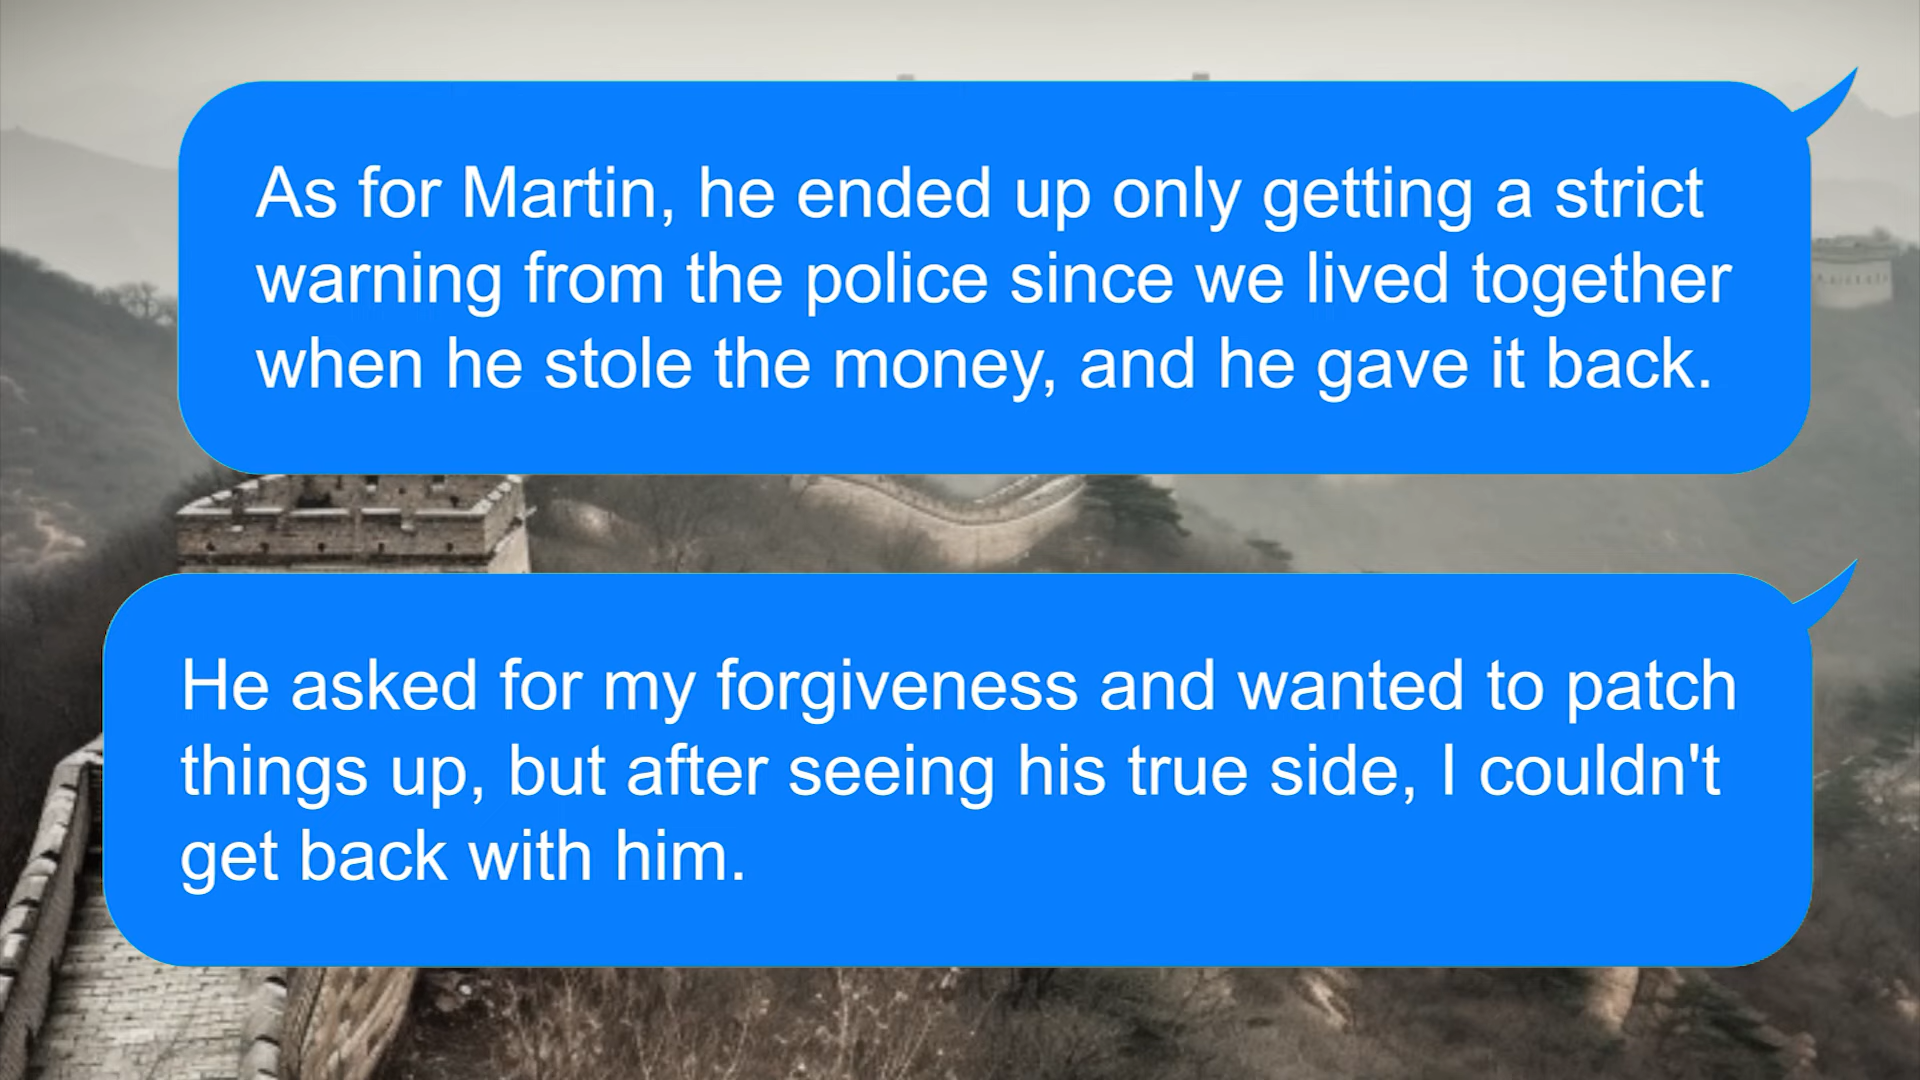 As for Martin, he ended up only getting a strict
warning from the police since we lived together
when he stole the money, and he gave it back.
He asked for my forgiveness and wanted to patch
things up, but after seeing his true side, I couldn't
get back with him.